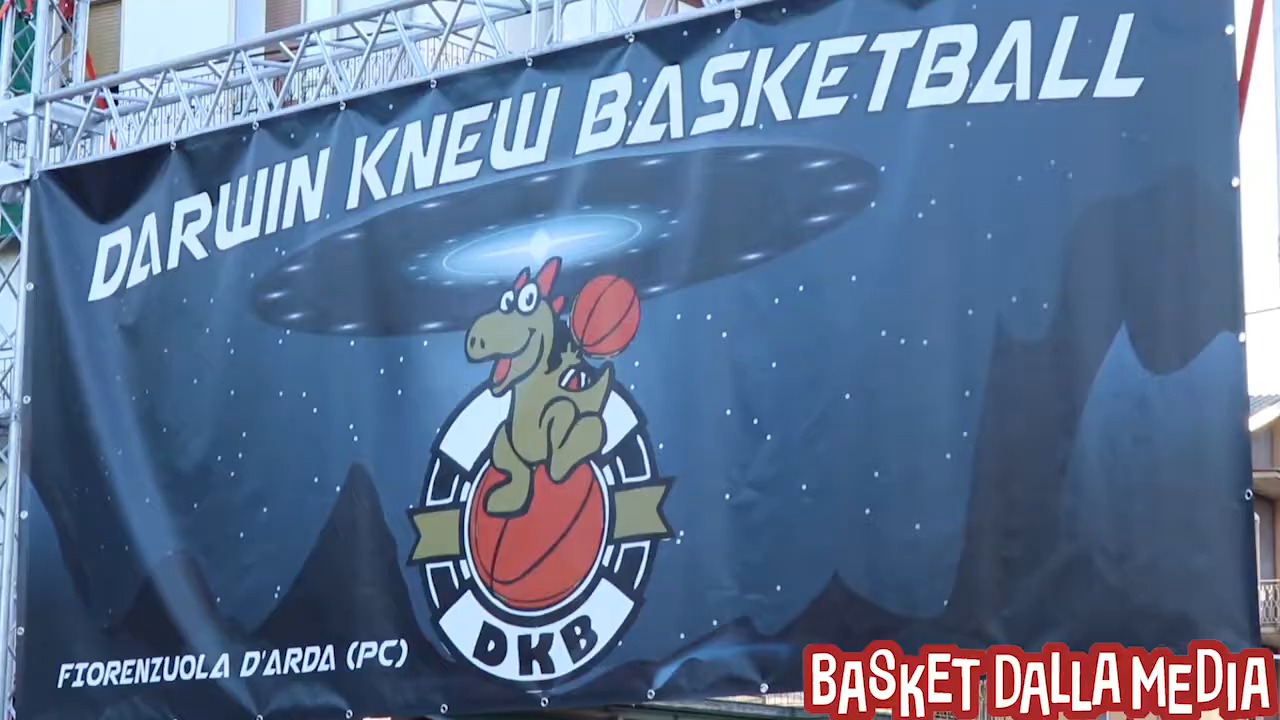 DARWIN KNEW BASKETBALL
DKB
FIORENZUOLA D'ARDA (PC)
BASKET DALLA MEDIA